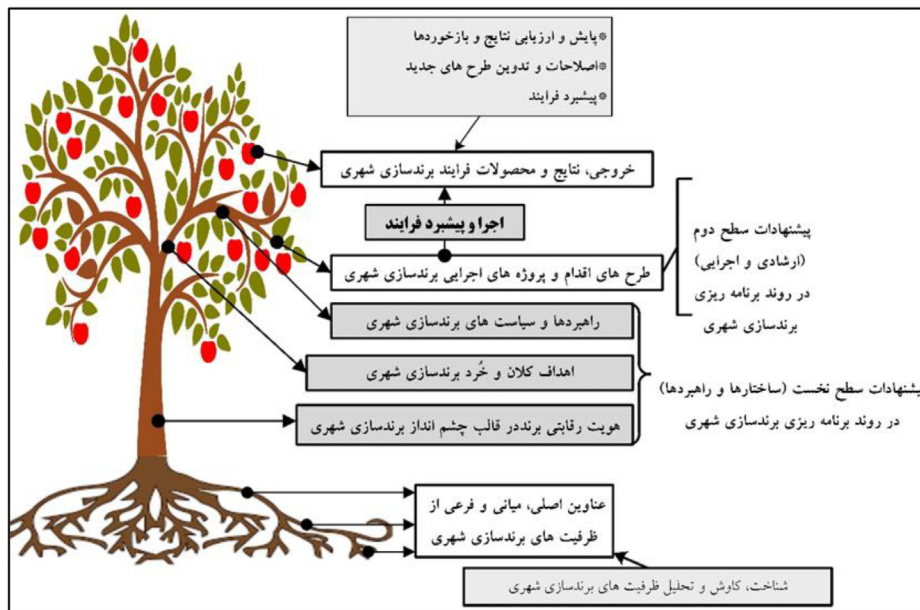 *پایش و ارزیابی نتایج و بازخوردها
*اصلاحات و تدوین طرح های جدید
*پیشبرد فرایند
خروجی، نتایج و محصولات فرایند برندسازی شهری
اجرا و پیشبرد فرایند
طرح های اقدام و پروژه های اجرایی برندسازی شهری
پیشنهادات سطح دوم
(ارشادی و اجرایی)
در روند برنامه ریزی
برندسازی شهری
راهبردها و سیاست های برندسازی شهری
اهداف کلان و خُرد برندسازی شهری
هویت رقابتی برنددر قالب چشم انداز برندسازی شهری
یشنهادات سطح نخست (ساختارها و راهبردها)
در روند برنامه ریزی برندسازی شهری
عناوین اصلی، میانی و فرعی از
ظرفیت های برندسازی شهری
شناخت، کاوش و تحلیل ظرفیت های برندسازی شهری